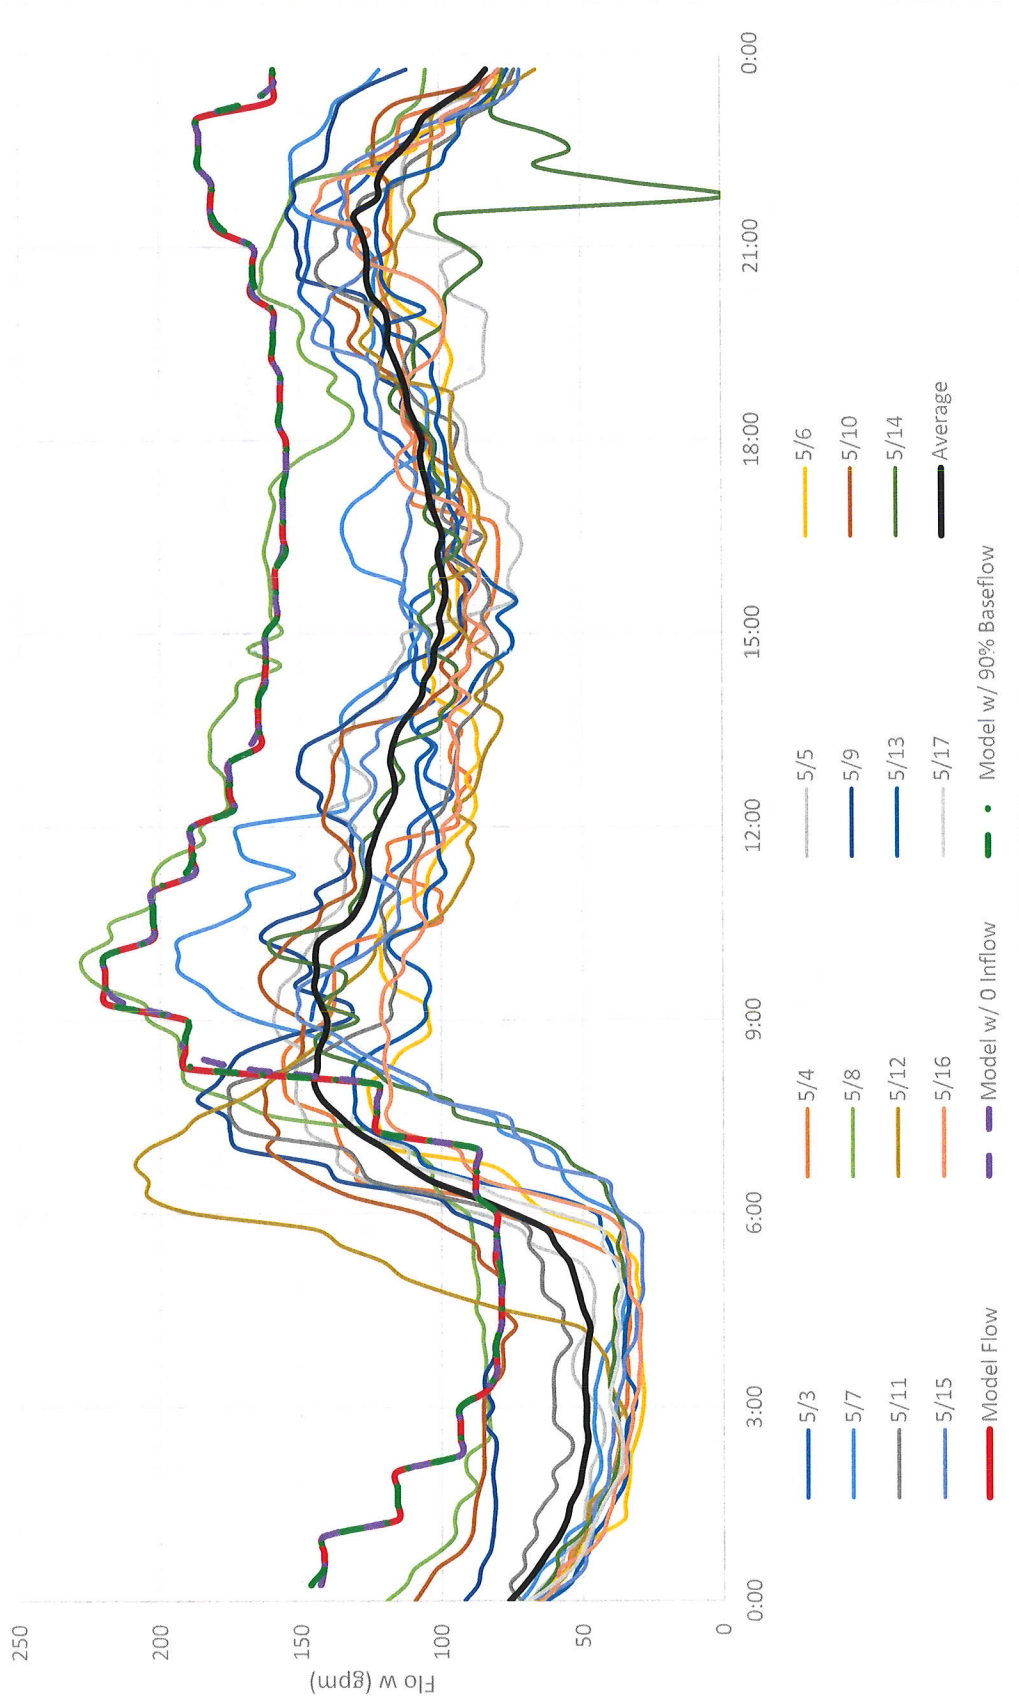 250
200
150
100
50
0
Flow (gpm)
0:00 3:00 6:00 9:00 12:00 15:00 18:00 21:00 0:00
5/3 5/4 5/5 5/6
5/7 5/8 5/9 5/10
5/11 5/12 5/13 5/14
5/15 5/16 5/17 Average
Model Flow Model w/ 0 Inflow Model w/ 90% Baseflow